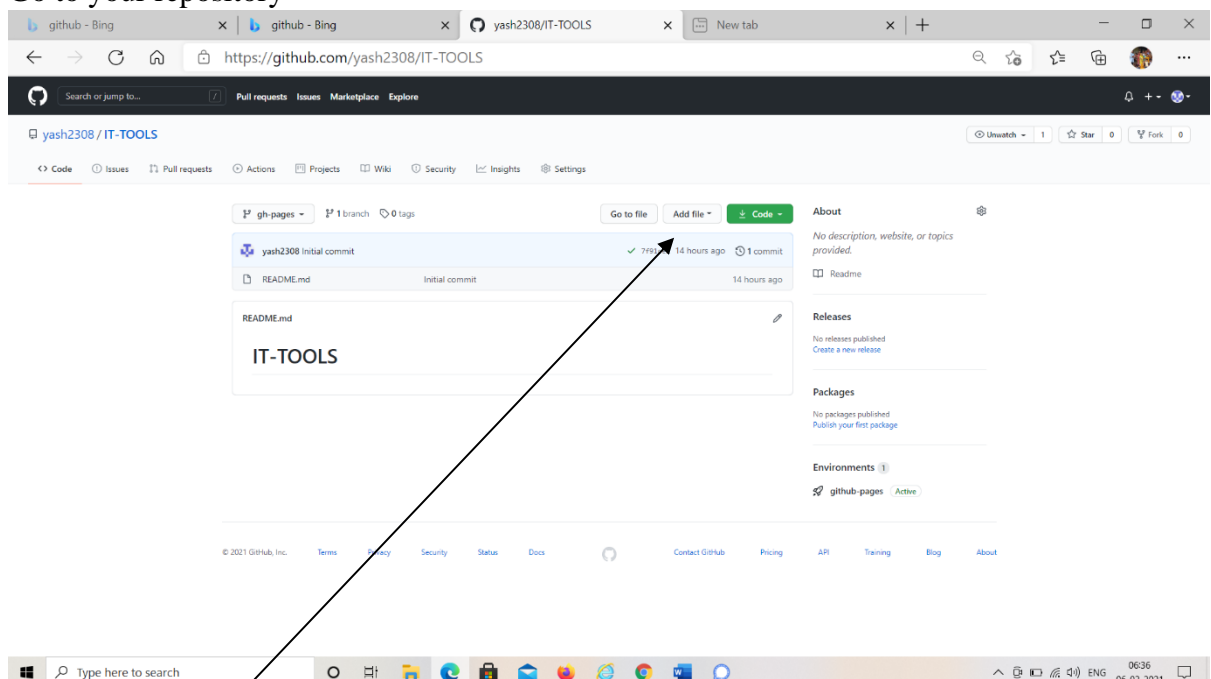 Go to your repository
github - Bing
github - Bing
yash2308/IT-TOOLS
New tab
https://github.com/yash2308/IT-TOOLS
Search or jump to...
/
Pull requests Issues Marketplace Explore
yash2308 / IT-TOOLS
Unwatch 1 Star 0 Fork 0
Code Issues Pull requests Actions Projects Wiki Security Insights Settings
gh-pages 1 branch 0 tags Go to file Add file Code
yash2308 Initial commit 14 hours ago 1 commit
README.md Initial commit 14 hours ago
README.md
IT-TOOLS
About
No description, website, or topics
provided.
Readme
Releases
No releases published
Create a new release
Packages
No packages published
Publish your first package
Environments 1
github-pages Active
© 2021 GitHub, Inc. Terms Privacy Security Status Docs Contact GitHub Pricing API Training Blog About
Type here to search
ENG
06:36